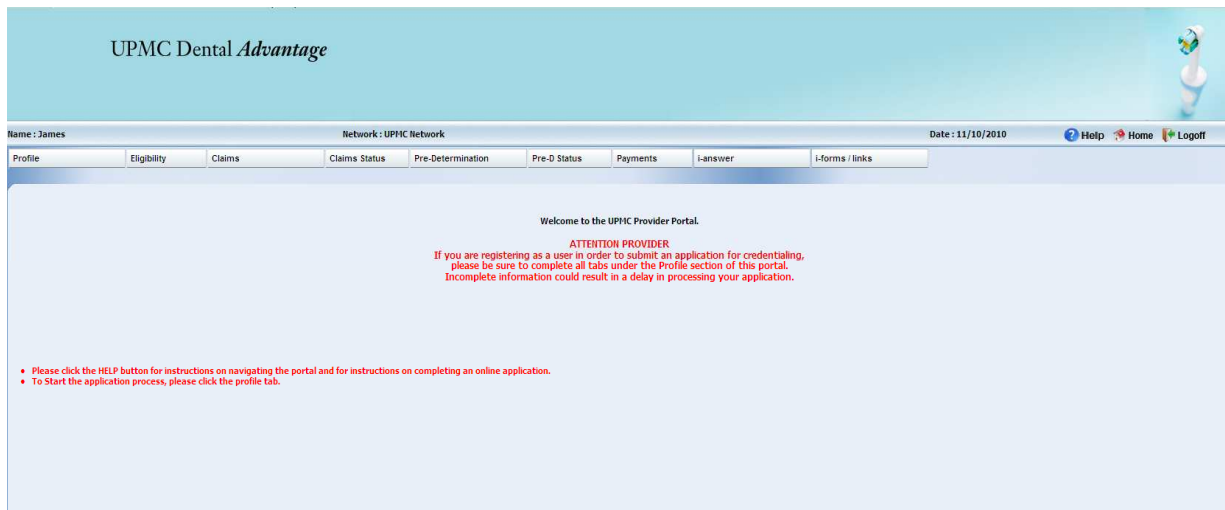 UPMC Dental Advantage
Name : James Network : UPMC Network Date : 11/10/2010 Help Home Logoff
Profile Eligibility Claims Claims Status Pre-Determination Pre-D Status Payments i-answer i-forms / links
Welcome to the UPMC Provider Portal.
ATTENTION PROVIDER
If you are registering as a user in order to submit an application for credentialing,
please be sure to complete all tabs under the Profile section of this portal.
Incomplete information could result in a delay in processing your application.
• Please click the HELP button for instructions on navigating the portal and for instructions on completing an online application.
• To Start the application process, please click the profile tab.